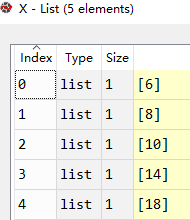 X - List (5 elements)
Index Type Size
0 list 1 [6]
1 list 1 [8]
2 list 1 [10]
3 list 1 [14]
4 list 1 [18]